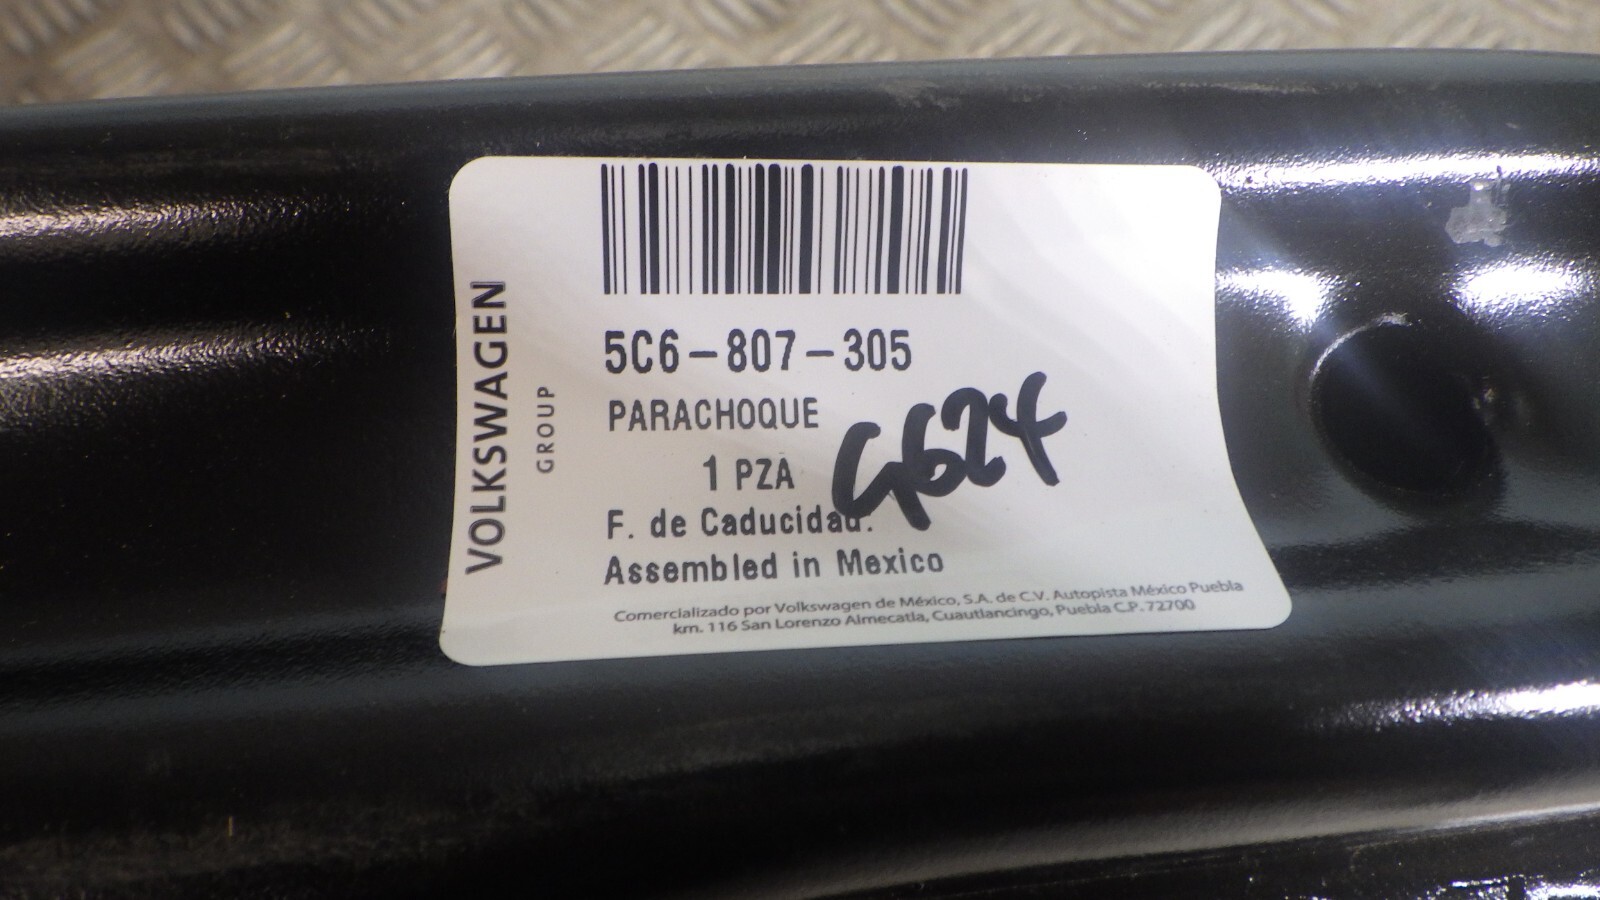 VOLKSWAGEN
GROUP
5C6-807-305
PARACHOQUE
G624
1 PZA
F. de Caducidad:
Assembled in Mexico
Comercializado por Volkswagen de México, S.A. de C.V. Autopista México Puebla
km. 116 San Lorenzo Almecatla, Cuautlancingo, Puebla C.P. 72700